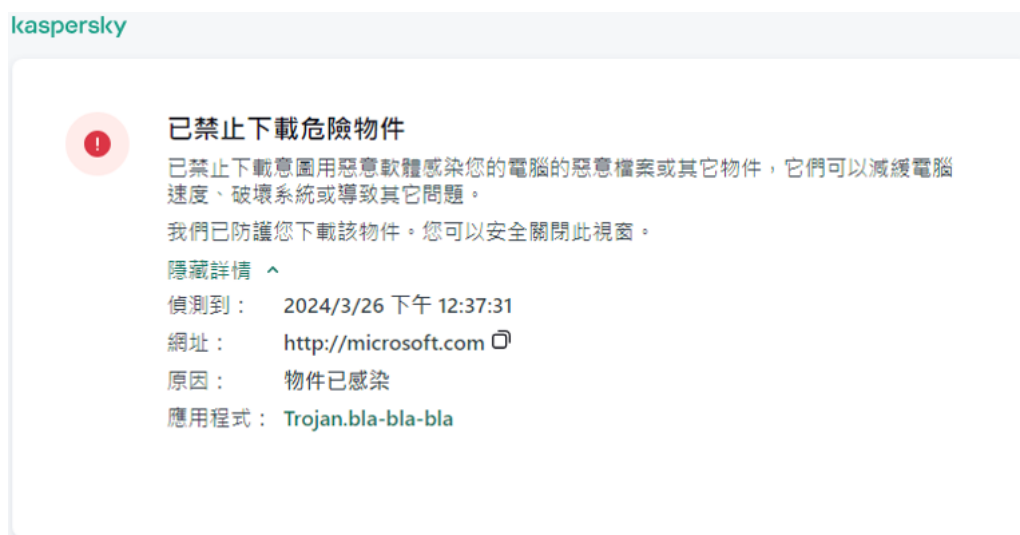 kaspersky
已禁止下載危險物件
已禁止下載意圖用惡意軟體感染您的電腦的惡意檔案或其它物件，它們可以減緩電腦
速度、破壞系統或導致其它問題。
我們已防護您下載該物件。您可以安全關閉此視窗。
隱藏詳情
偵測到： 2024/3/26 下午 12:37:31
網址： http://microsoft.com
原因： 物件已感染
應用程式： Trojan.bla-bla-bla